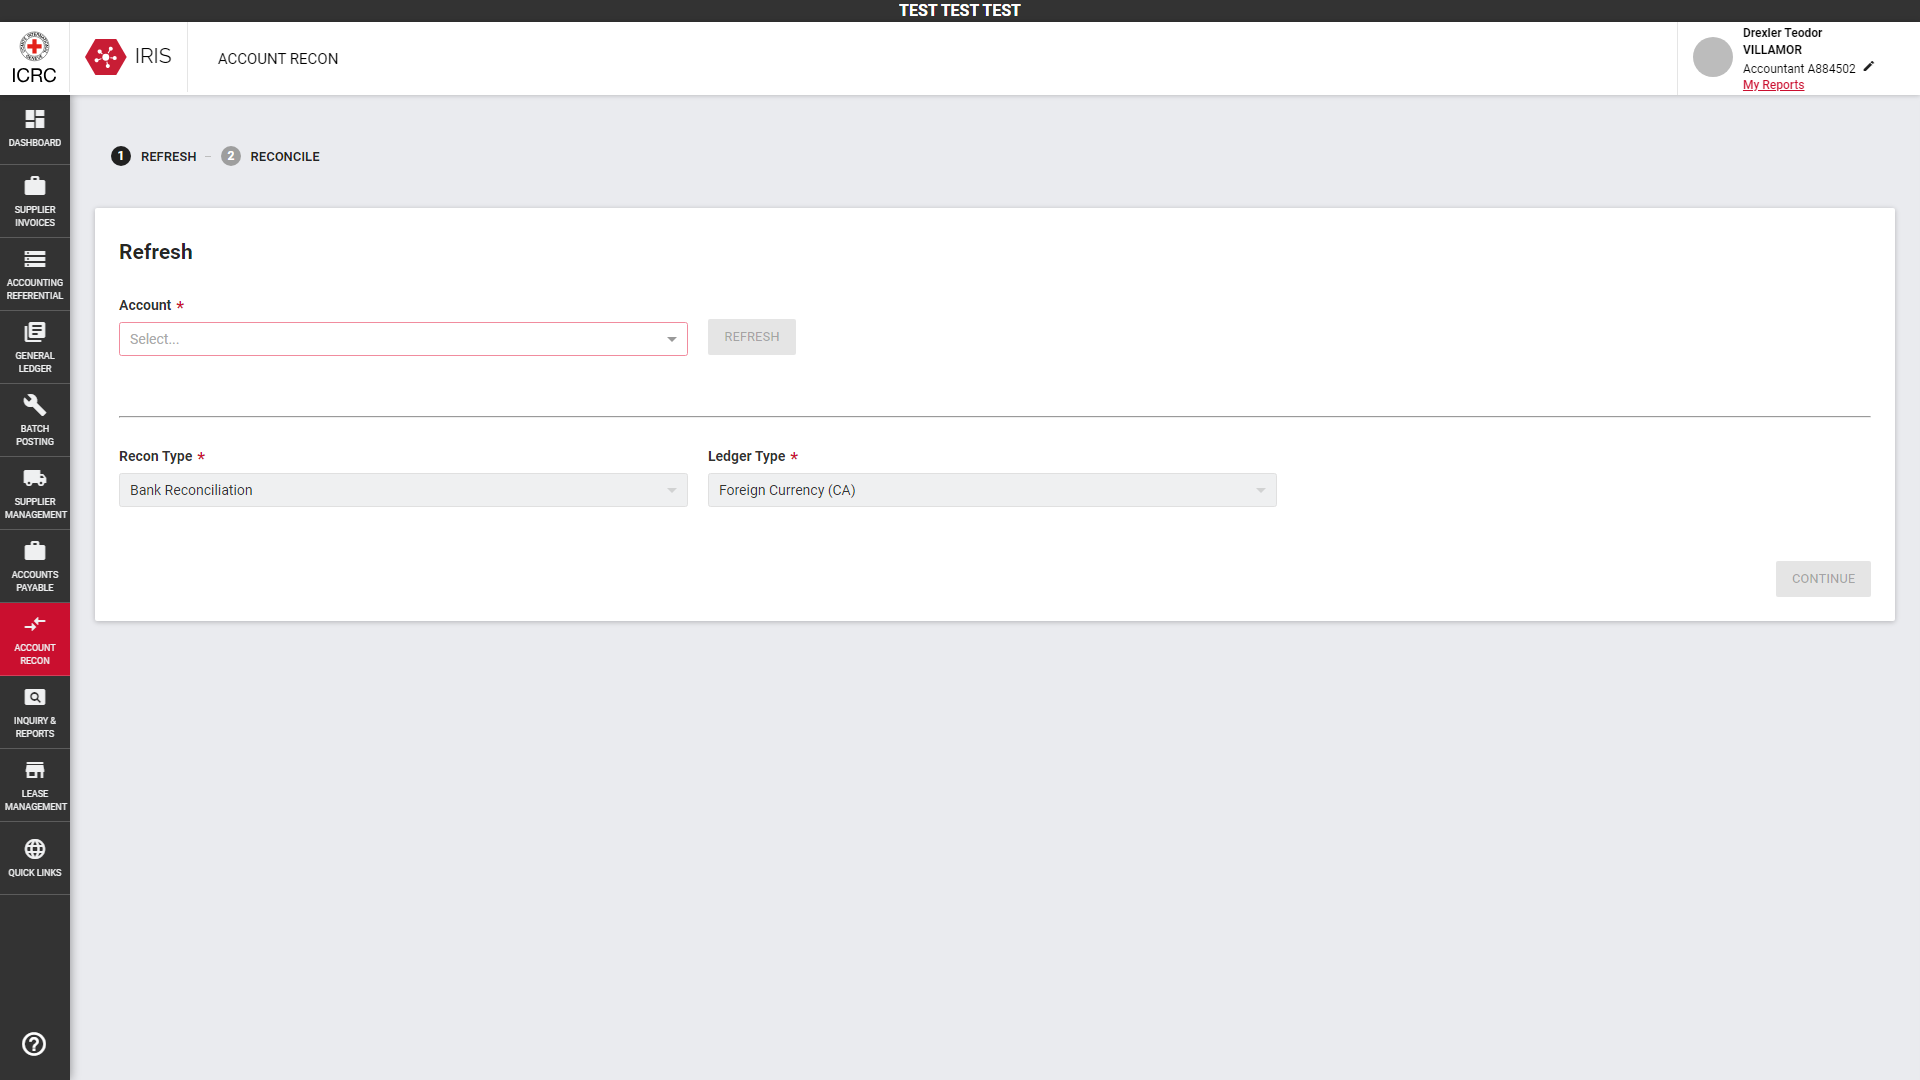 TEST TEST TEST
ICRC
IRIS
ACCOUNT RECON
Drexler Teodor
VILLAMOR
Accountant A884502
My Reports
DASHBOARD
SUPPLIER
INVOICES
ACCOUNTING
REFERENTIAL
GENERAL
LEDGER
BATCH
POSTING
SUPPLIER
MANAGEMENT
ACCOUNTS
PAYABLE
ACCOUNT
RECON
INQUIRY &
REPORTS
LEASE
MANAGEMENT
QUICK LINKS
1 REFRESH – 2 RECONCILE
Refresh
Account *
Select...
REFRESH
Recon Type *
Ledger Type *
Bank Reconciliation
Foreign Currency (CA)
CONTINUE